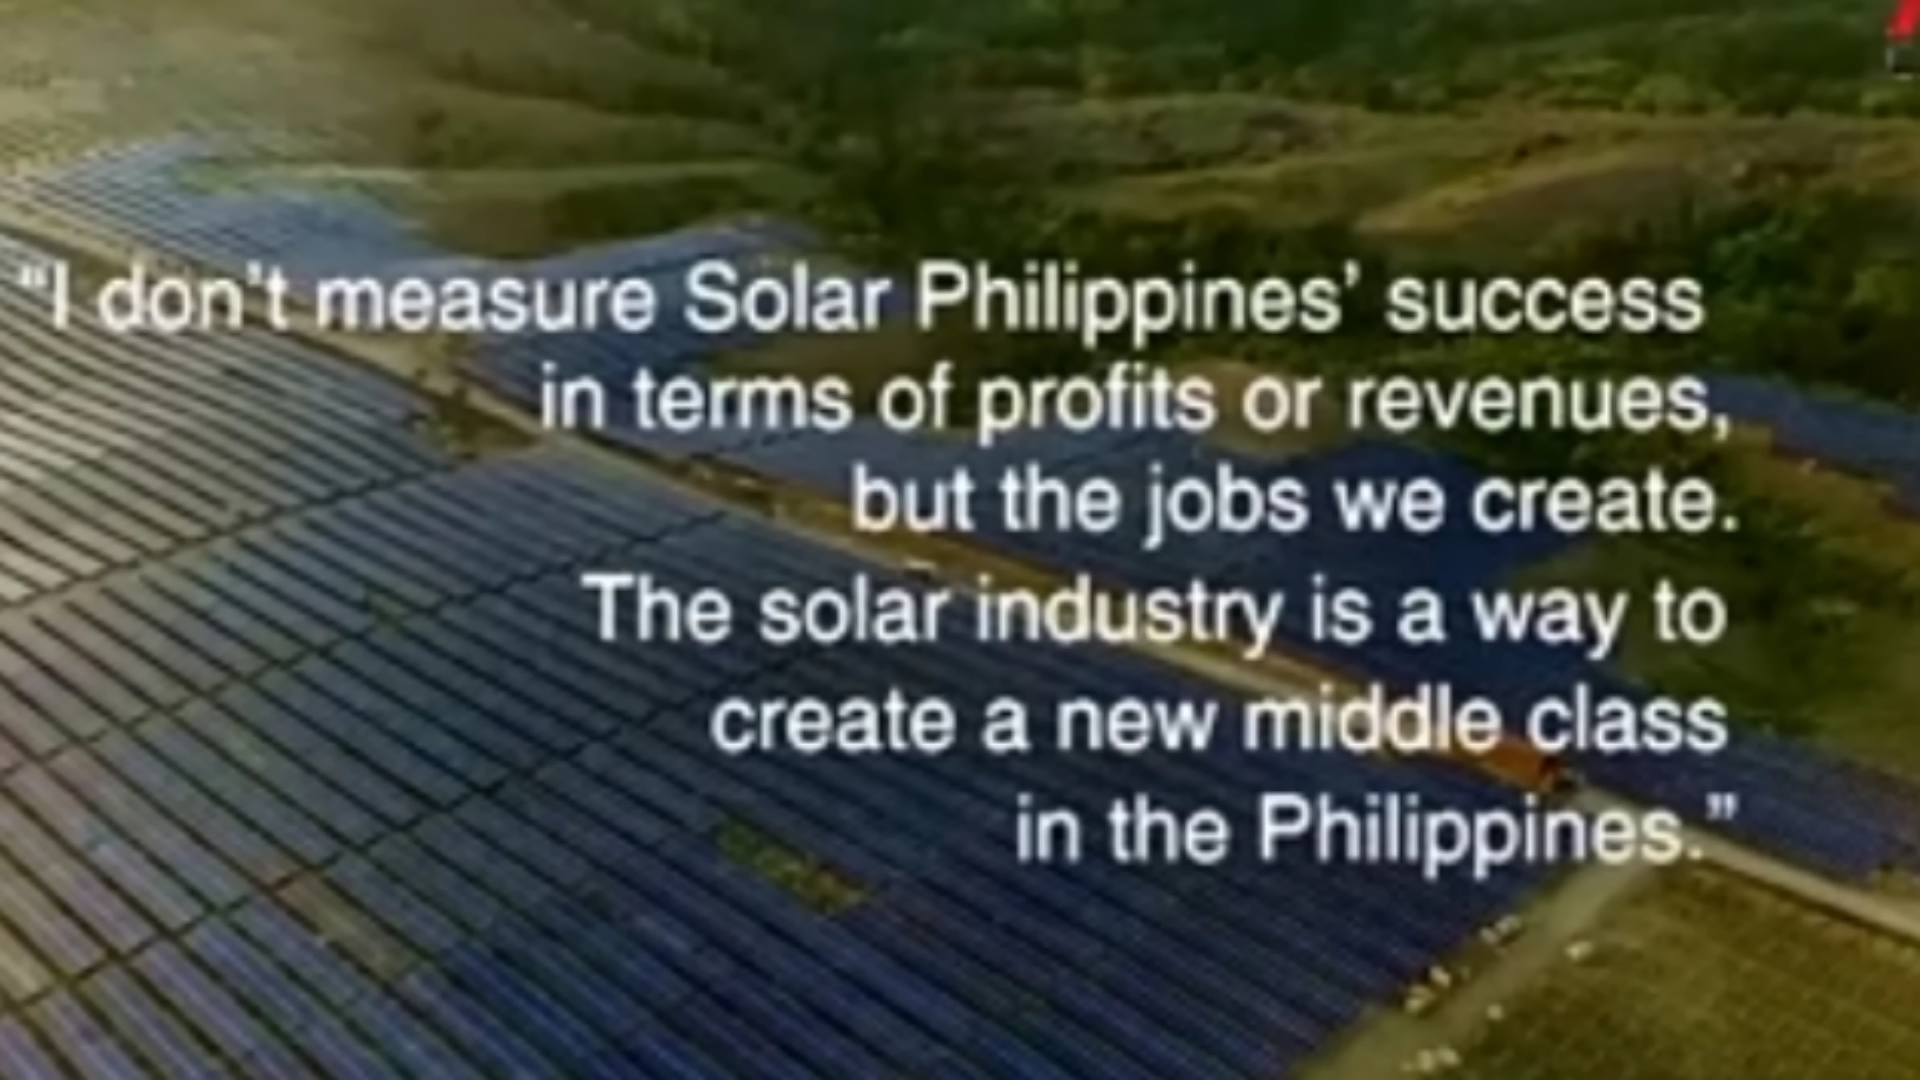 “I don't measure Solar Philippines’ success
in terms of profits or revenues,
but the jobs we create.
The solar industry is a way to
create a new middle class
in the Philippines.”